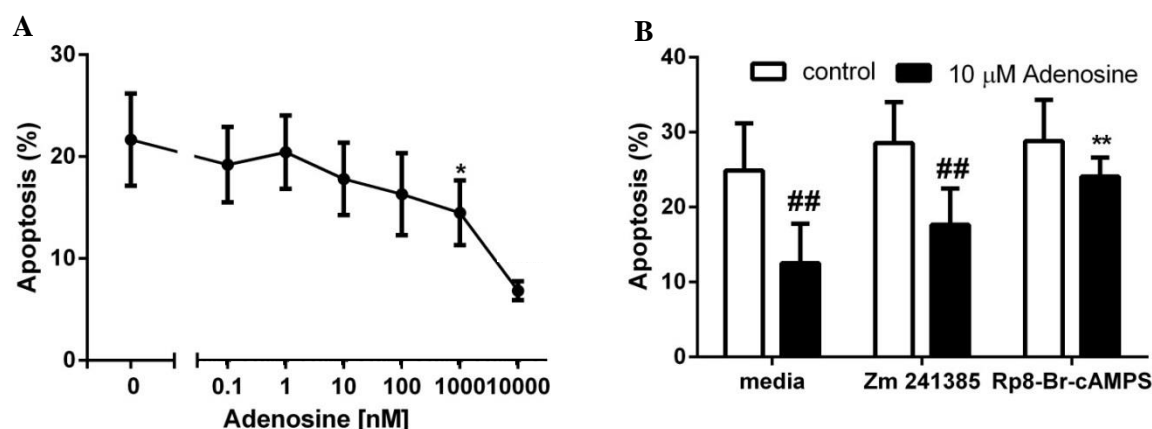 A
30
20
10
0
Apoptosis (%)
*
0 0.1 1 10 100 1000 10000
Adenosine [nM]
B
40
30
20
10
0
Apoptosis (%)
control 10 µM Adenosine
## ## **
media Zm 241385 Rp8-Br-cAMPS